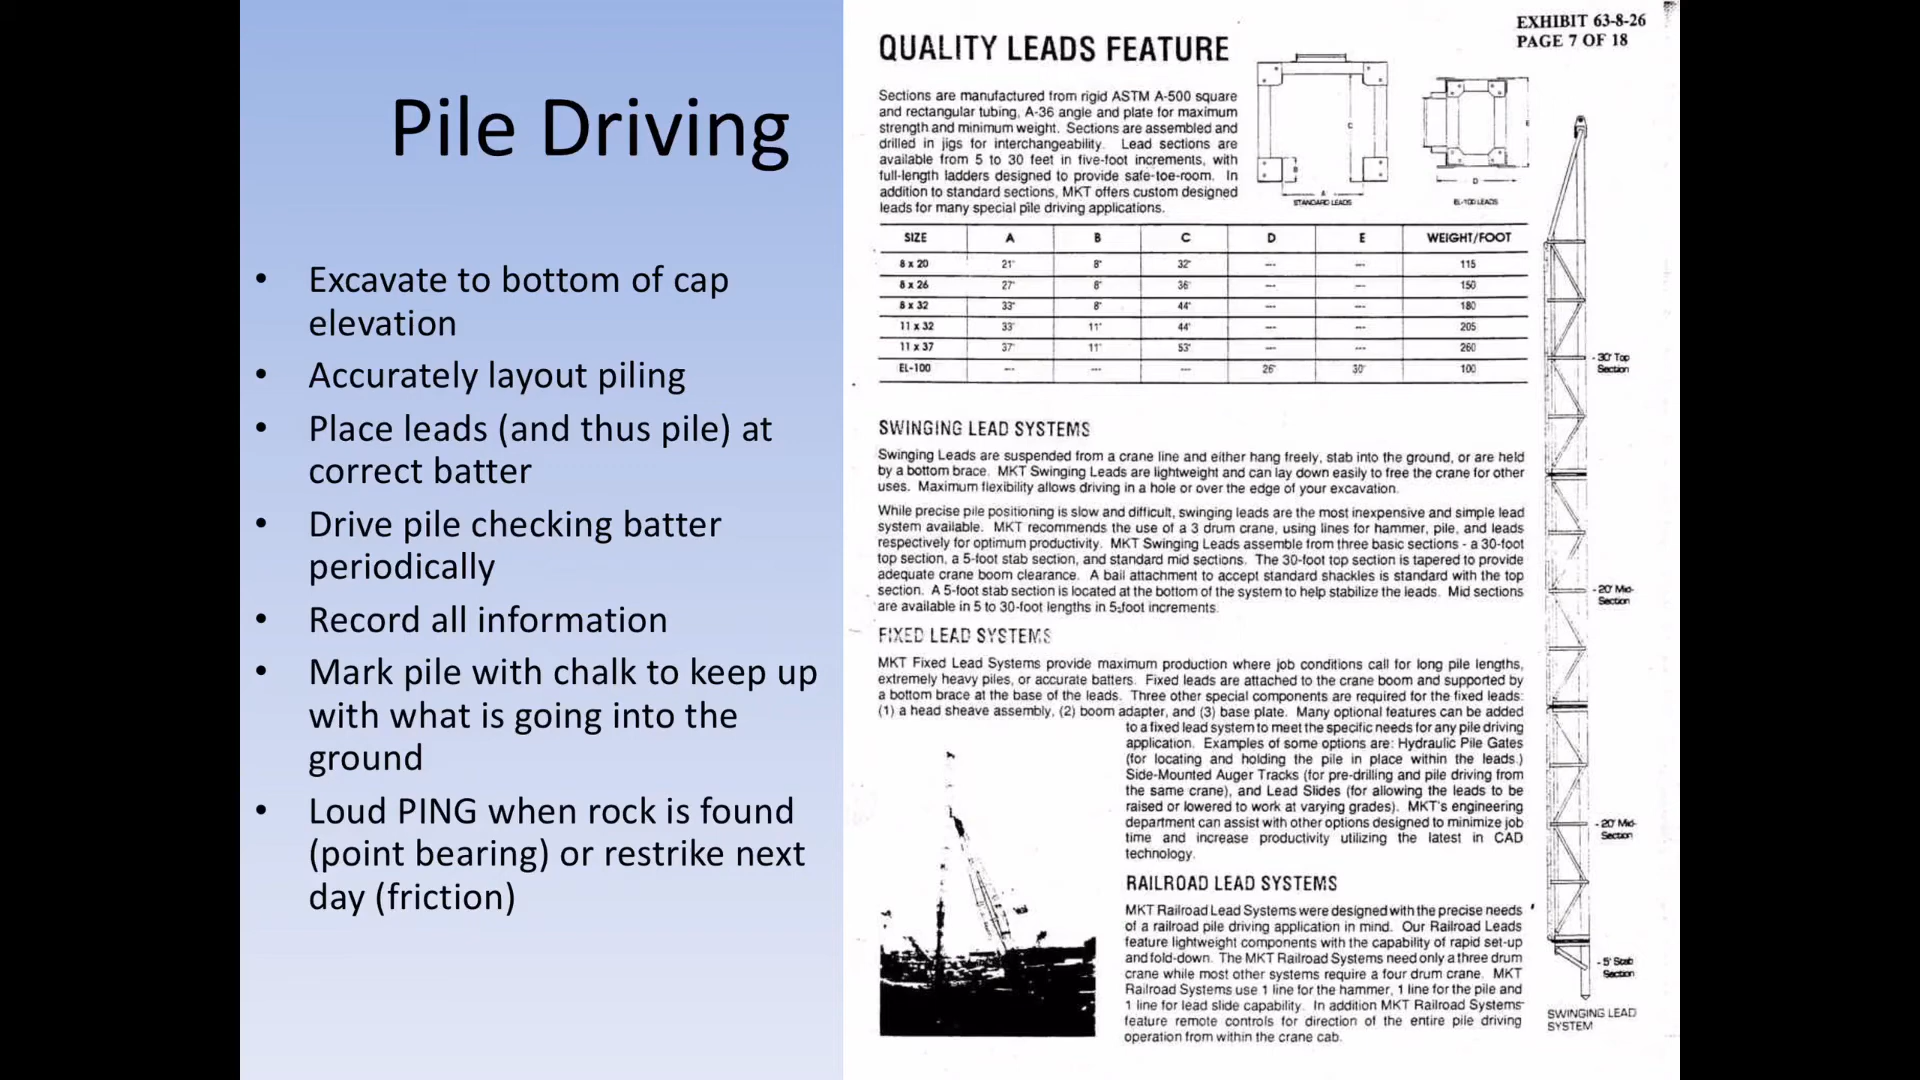 Pile Driving
• Excavate to bottom of cap
elevation
• Accurately layout piling
• Place leads (and thus pile) at
correct batter
• Drive pile checking batter
periodically
• Record all information
• Mark pile with chalk to keep up
with what is going into the
ground
• Loud PING when rock is found
(point bearing) or restrike next
day (friction)
EXHIBIT 63-8-26
PAGE 7 OF 18
QUALITY LEADS FEATURE
Sections are manufactured from rigid ASTM A-500 square
and rectangular tubing, A-36 angle and plate for maximum
strength and minimum weight. Sections are assembled and
drilled in jigs for interchangeability. Lead sections are
available from 5 to 30 feet in five-foot increments, with
full-length ladders designed to provide safe-toe-room. In
addition to standard sections, MKT offers custom designed
leads for many special pile driving applications.
C
B
A
STANDARD LEADS
E
D
EL-100 LEADS
SIZE A B C D E WEIGHT/FOOT
8 x 20 21" 8" 32" --- --- 115
8 x 26 27" 8" 36" --- --- 150
8 x 32 33" 8" 44" --- --- 180
11 x 32 33" 11" 44" --- --- 205
11 x 37 37" 11" 53" --- --- 260
EL-100 --- --- --- 26" 30" 100
SWINGING LEAD SYSTEMS
Swinging Leads are suspended from a crane line and either hang freely, stab into the ground, or are held
by a bottom brace. MKT Swinging Leads are lightweight and can lay down easily to free the crane for other
uses. Maximum flexibility allows driving in a hole or over the edge of your excavation.
While precise pile positioning is slow and difficult, swinging leads are the most inexpensive and simple lead
system available. MKT recommends the use of a 3 drum crane, using lines for hammer, pile, and leads
respectively for optimum productivity. MKT Swinging Leads assemble from three basic sections - a 30-foot
top section, a 5-foot stab section, and standard mid sections. The 30-foot top section is tapered to provide
adequate crane boom clearance. A bail attachment to accept standard shackles is standard with the top
section. A 5-foot stab section is located at the bottom of the system to help stabilize the leads. Mid sections
are available in 5 to 30-foot lengths in 5-foot increments.
FIXED LEAD SYSTEMS
MKT Fixed Lead Systems provide maximum production where job conditions call for long pile lengths,
extremely heavy piles, or accurate batters. Fixed leads are attached to the crane boom and supported by
a bottom brace at the base of the leads. Three other special components are required for the fixed leads:
(1) a head sheave assembly, (2) boom adapter, and (3) base plate. Many optional features can be added
to a fixed lead system to meet the specific needs for any pile driving
application. Examples of some options are: Hydraulic Pile Gates
(for locating and holding the pile in place within the leads.)
Side-Mounted Auger Tracks (for pre-drilling and pile driving from
the same crane), and Lead Slides (for allowing the leads to be
raised or lowered to work at varying grades). MKT's engineering
department can assist with other options designed to minimize job
time and increase productivity utilizing the latest in CAD
technology.
RAILROAD LEAD SYSTEMS
MKT Railroad Lead Systems were designed with the precise needs
of a railroad pile driving application in mind. Our Railroad Leads
feature lightweight components with the capability of rapid set-up
and fold-down. The MKT Railroad Systems need only a three drum
crane while most other systems require a four drum crane. MKT
Railroad Systems use 1 line for the hammer, 1 line for the pile and
1 line for lead slide capability. In addition MKT Railroad Systems
feature remote controls for direction of the entire pile driving
operation from within the crane cab.
30' Top
Section
20' Mid-
Section
20' Mid-
Section
5' Stab
Section
SWINGING LEAD
SYSTEM